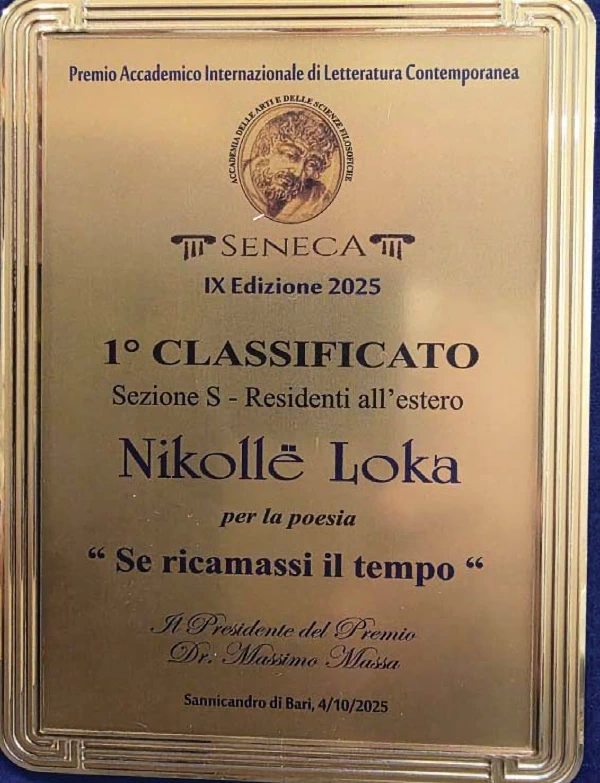 Premio Accademico Internazionale di Letteratura Contemporanea
ACCADEMIA DELLE ARTI E DELLE SCIENZE FILOSOFICHE
SENECA
IX Edizione 2025
1° CLASSIFICATO
Sezione S - Residenti all'estero
Nikollë Loka
per la poesia
“ Se ricamassi il tempo “
Il Presidente del Premio
Dr. Massimo Massa
Sannicandro di Bari, 4/10/2025